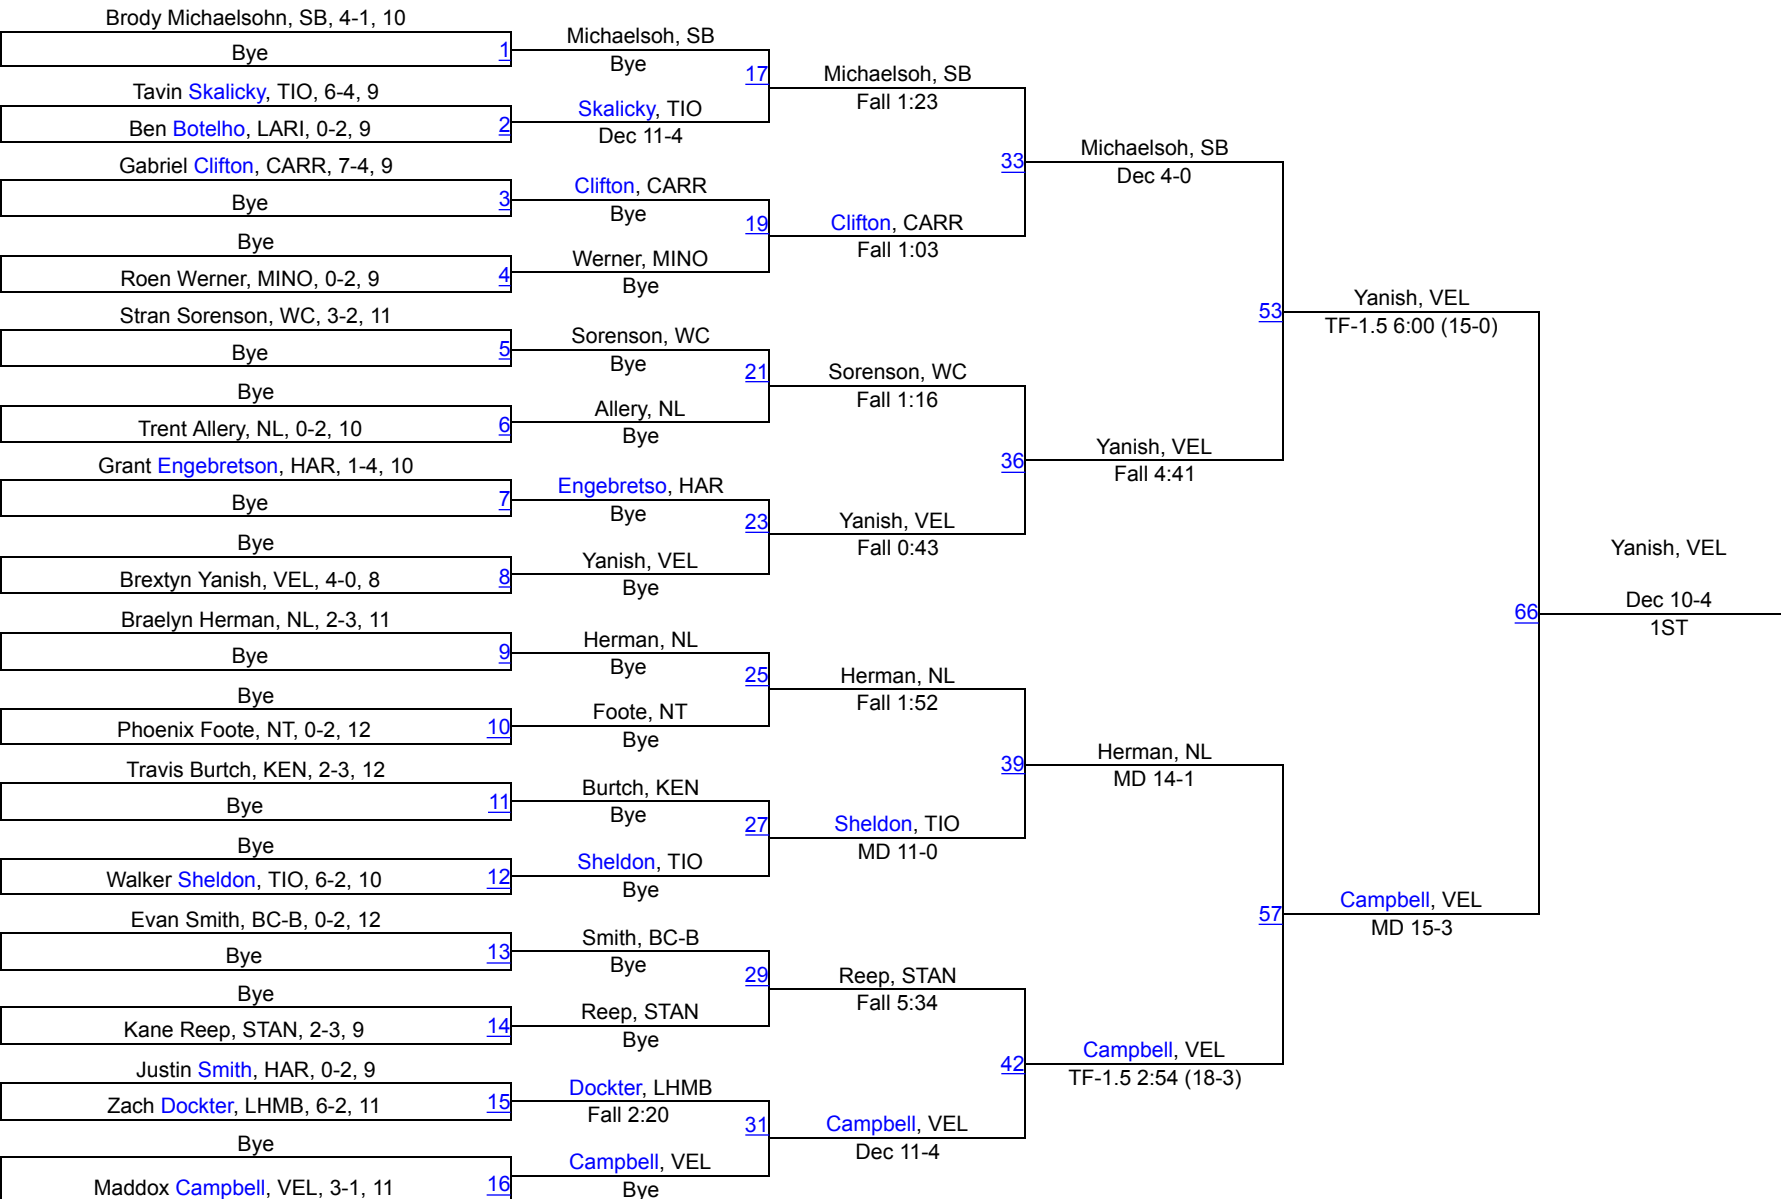 Brody Michaelsohn, SB, 4-1, 10
Bye
1
Tavin Skalicky, TIO, 6-4, 9
Ben Botelho, LARI, 0-2, 9
2
Gabriel Clifton, CARR, 7-4, 9
Bye
3
Bye
Roen Werner, MINO, 0-2, 9
4
Stran Sorenson, WC, 3-2, 11
Bye
5
Bye
Trent Allery, NL, 0-2, 10
6
Grant Engebretson, HAR, 1-4, 10
Bye
7
Bye
Brextyn Yanish, VEL, 4-0, 8
8
Braelyn Herman, NL, 2-3, 11
Bye
9
Bye
Phoenix Foote, NT, 0-2, 12
10
Travis Burtch, KEN, 2-3, 12
Bye
11
Bye
Walker Sheldon, TIO, 6-2, 10
12
Evan Smith, BC-B, 0-2, 12
Bye
13
Bye
Kane Reep, STAN, 2-3, 9
14
Justin Smith, HAR, 0-2, 9
Zach Dockter, LHMB, 6-2, 11
15
Bye
Maddox Campbell, VEL, 3-1, 11
16
Michaelsoh, SB
Bye
17
Skalicky, TIO
Dec 11-4
Clifton, CARR
Bye
19
Werner, MINO
Bye
Sorenson, WC
Bye
21
Allery, NL
Bye
Engebretso, HAR
Bye
23
Yanish, VEL
Bye
Herman, NL
Bye
25
Foote, NT
Bye
Burtch, KEN
Bye
27
Sheldon, TIO
Bye
Smith, BC-B
Bye
29
Reep, STAN
Bye
Dockter, LHMB
Fall 2:20
31
Campbell, VEL
Bye
Michaelsoh, SB
Fall 1:23
33
Clifton, CARR
Fall 1:03
Sorenson, WC
Fall 1:16
36
Yanish, VEL
Fall 0:43
Herman, NL
Fall 1:52
39
Sheldon, TIO
MD 11-0
Reep, STAN
Fall 5:34
42
Campbell, VEL
Dec 11-4
Michaelsoh, SB
Dec 4-0
53
Yanish, VEL
Fall 4:41
Herman, NL
MD 14-1
57
Campbell, VEL
TF-1.5 2:54 (18-3)
Yanish, VEL
TF-1.5 6:00 (15-0)
66
Campbell, VEL
MD 15-3
Yanish, VEL
Dec 10-4
1ST